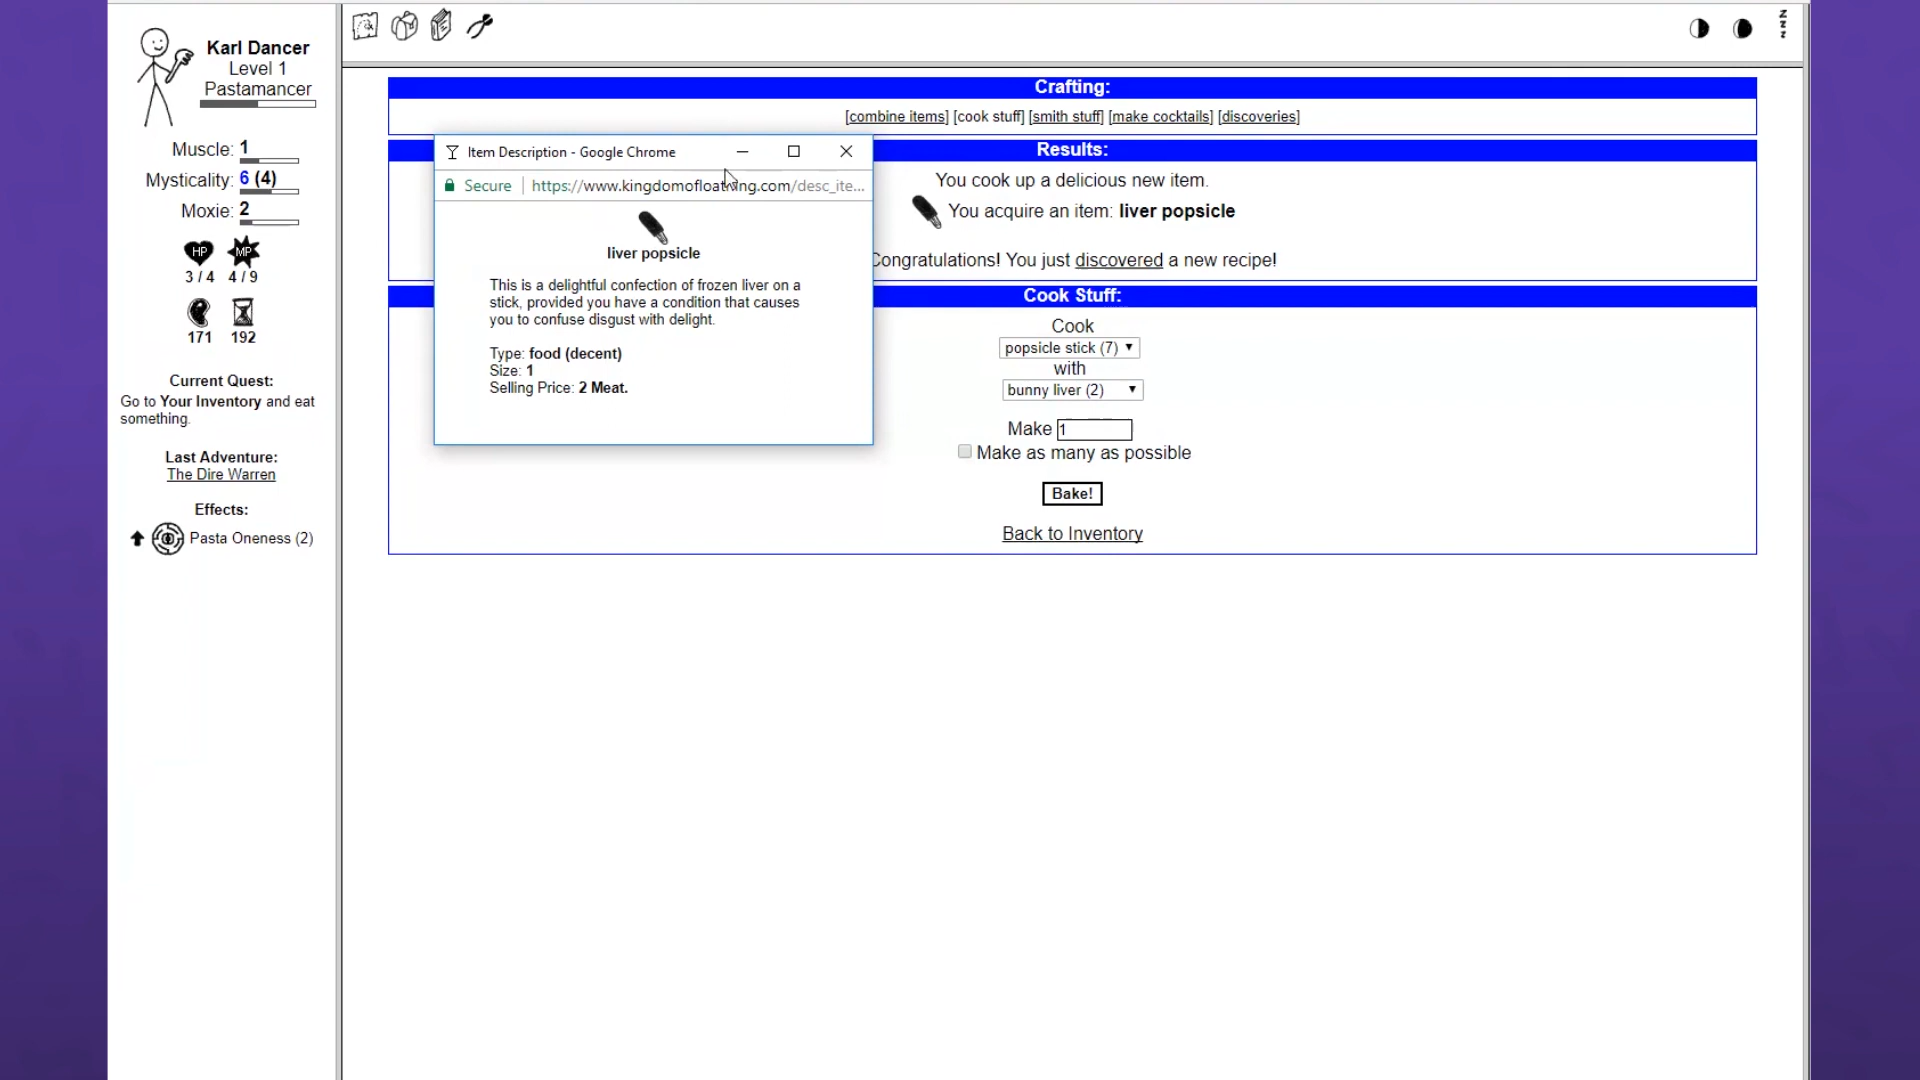 Karl Dancer
Level 1
Pastamancer
Muscle: 1
Mysticality: 6 (4)
Moxie: 2
HP MP
3 / 4 4 / 9
171 192
Current Quest:
Go to Your Inventory and eat
something.
Last Adventure:
The Dire Warren
Effects:
Pasta Oneness (2)
z
z
z
Crafting:
[combine items] [cook stuff] [smith stuff] [make cocktails] [discoveries]
Item Description - Google Chrome
Secure https://www.kingdomofloathing.com/desc_ite...
liver popsicle
This is a delightful confection of frozen liver on a
stick, provided you have a condition that causes
you to confuse disgust with delight.
Type: food (decent)
Size: 1
Selling Price: 2 Meat.
Results:
You cook up a delicious new item.
You acquire an item: liver popsicle
Congratulations! You just discovered a new recipe!
Cook Stuff:
Cook
popsicle stick (7)
with
bunny liver (2)
Make 1
Make as many as possible
Bake!
Back to Inventory